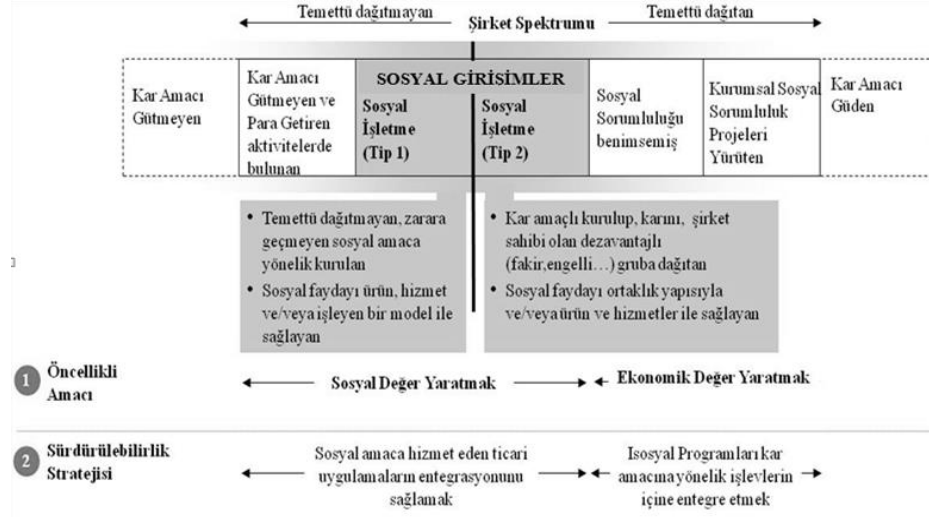 Temettü dağıtmayan
Şirket Spektrumu
Temettü dağıtan
Kar Amacı
Gütmeyen
Kar Amacı
Gütmeyen ve
Para Getiren
aktivitelerde
bulunan
SOSYAL GİRİSİMLER
Sosyal
İşletme
(Tip 1)
Sosyal
İşletme
(Tip 2)
Sosyal
Sorumluluğu
benimsemiş
Kurumsal Sosyal
Sorumluluk
Projeleri
Yürüten
Kar Amacı
Güden
• Temettü dağıtmayan, zarara
geçmeyen sosyal amaca
yönelik kurulan
• Sosyal faydayı ürün, hizmet
ve/veya işleyen bir model ile
sağlayan
• Kar amaçlı kurulup, karını, şirket
sahibi olan dezavantajlı
(fakir,engelli…) gruba dağıtan
• Sosyal faydayı ortaklık yapısıyla
ve/veya ürün ve hizmetler ile sağlayan
1 Öncellikli
Amacı
Sosyal Değer Yaratmak
Ekonomik Değer Yaratmak
2 Sürdürülebilirlik
Stratejisi
Sosyal amaca hizmet eden ticari
uygulamaların entegrasyonunu
sağlamak
Isosyal Programları kar
amacına yönelik işlevlerin
içine entegre etmek